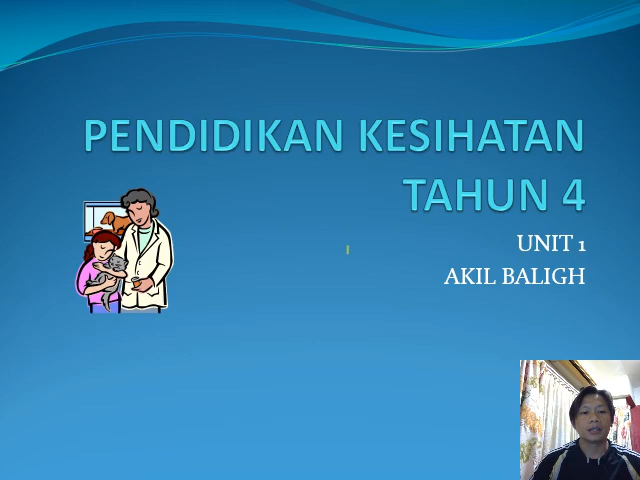 PENDIDIKAN KESIHATAN
TAHUN 4
UNIT 1
AKIL BALIGH